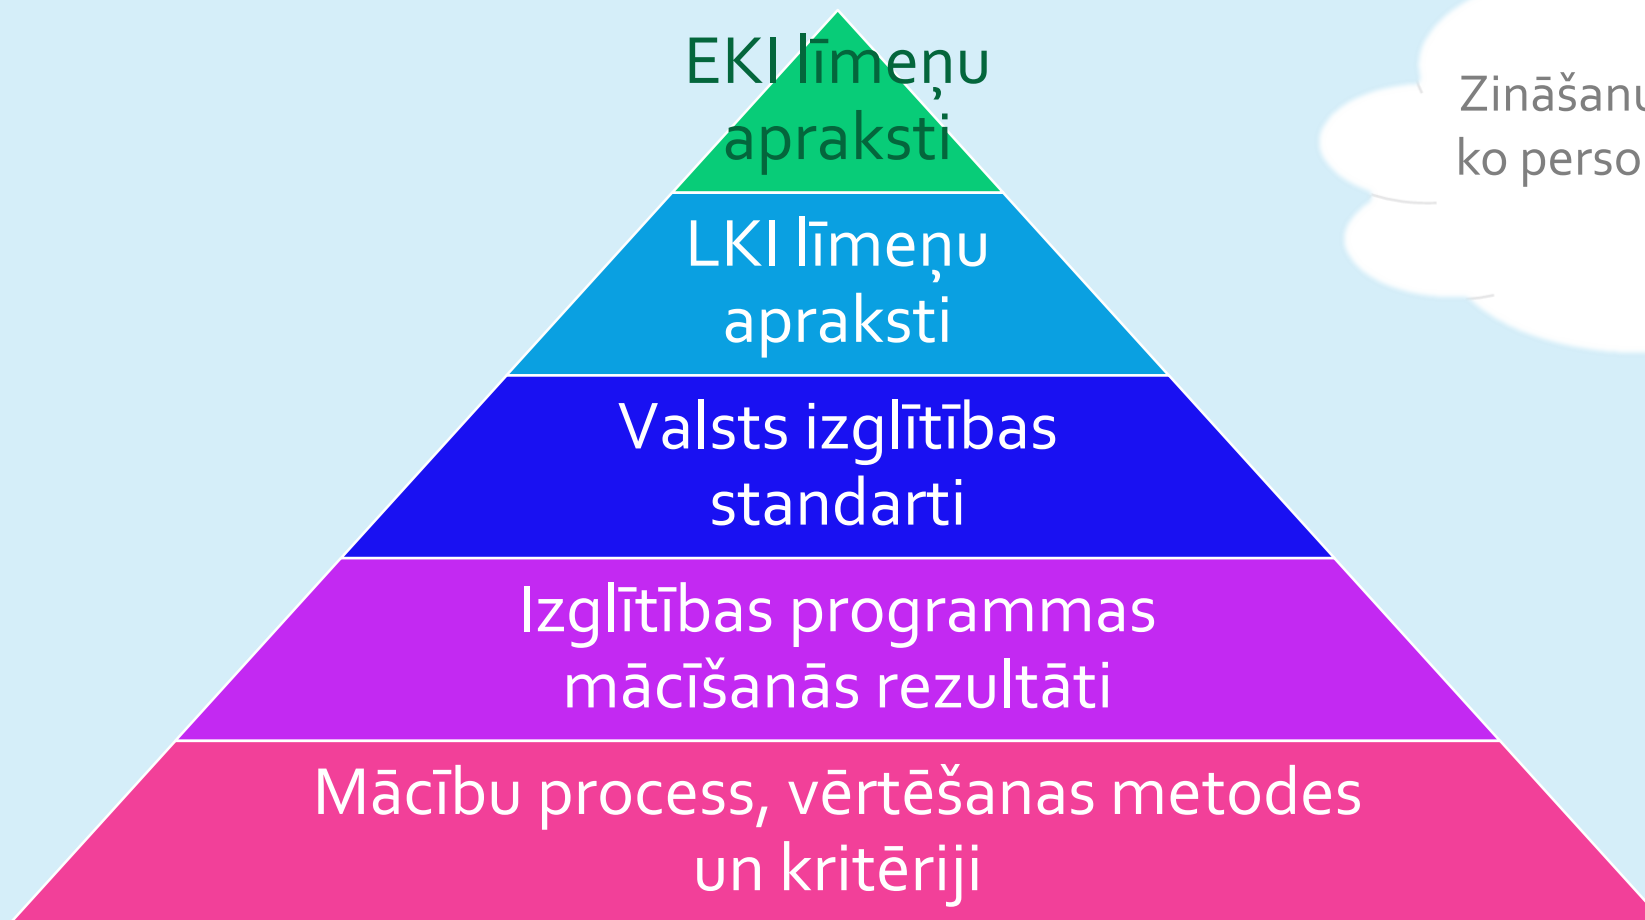 EKI līmeņu
apraksti
LKI līmeņu
apraksti
Valsts izglītības
standarti
Izglītības programmas
mācīšanās rezultāti
Mācību process, vērtēšanas metodes
un kritēriji
ko